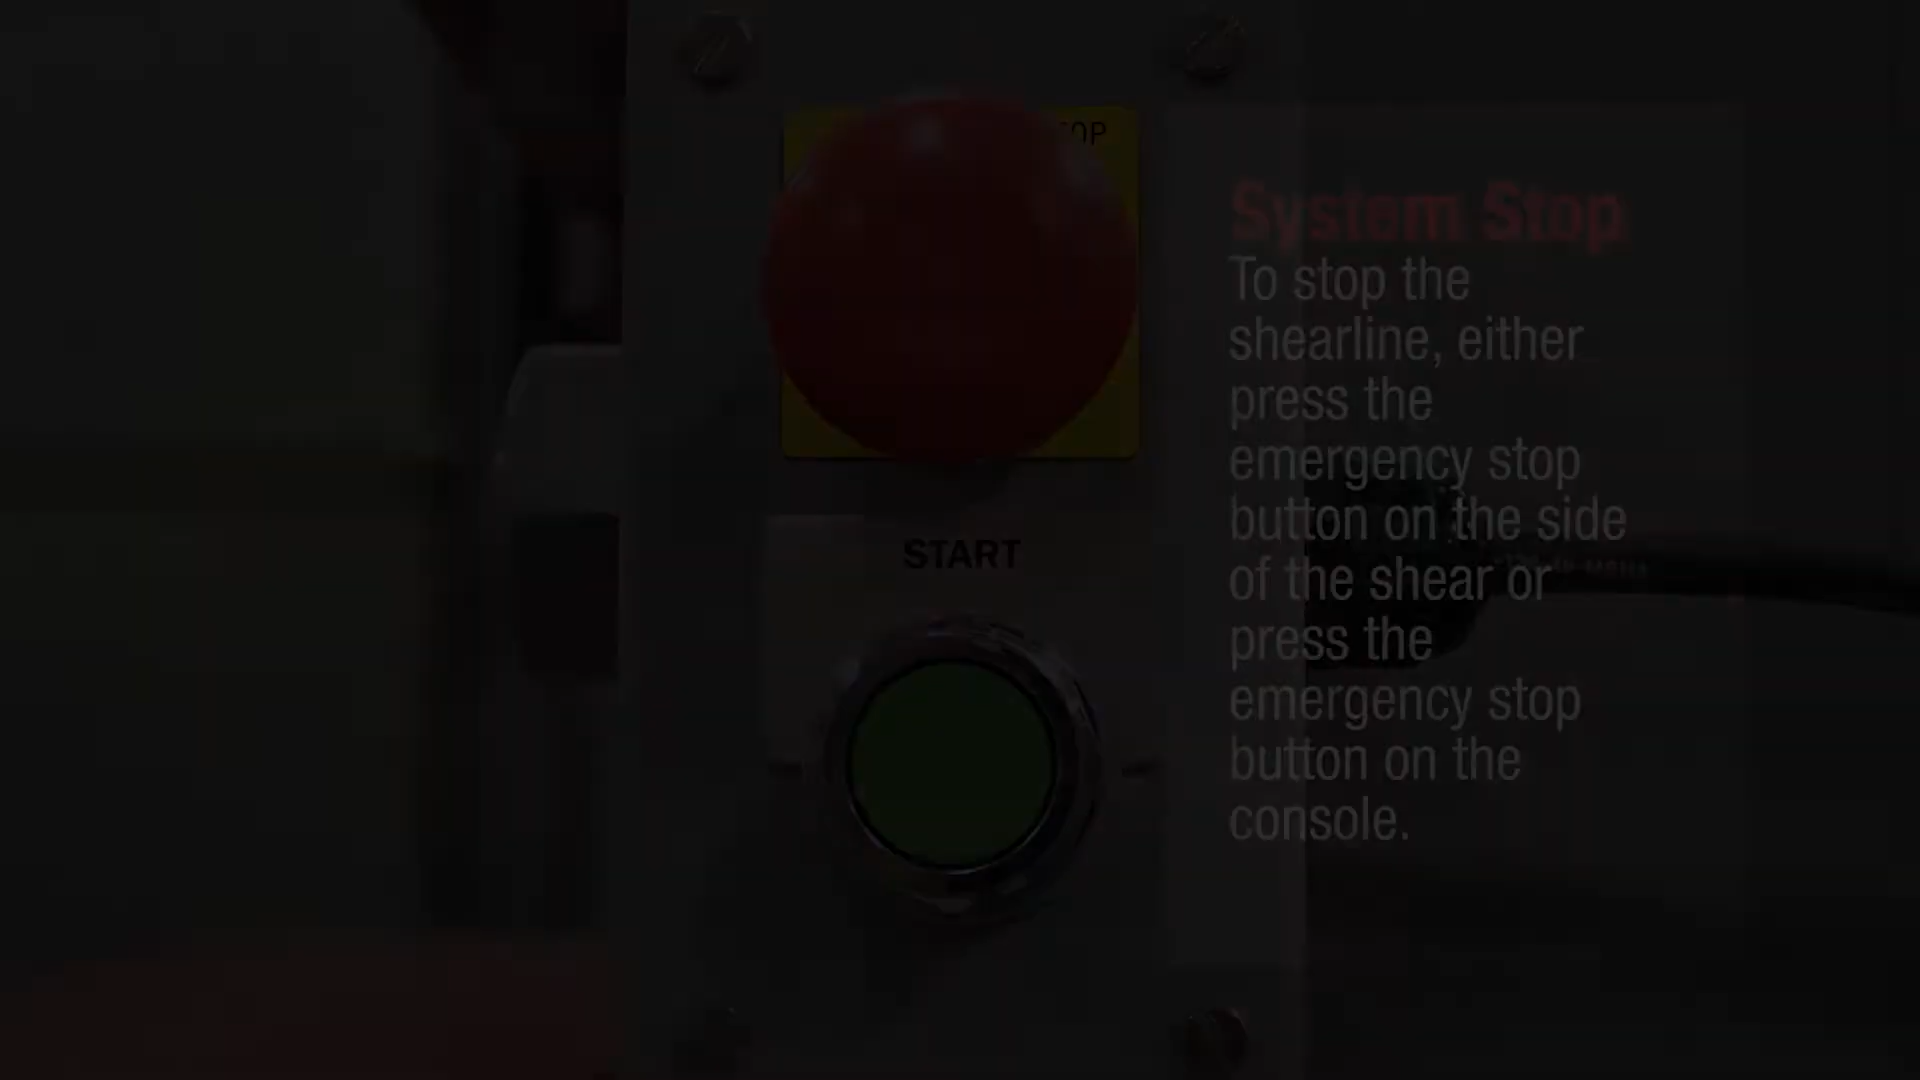 OP
System Stop
To stop the
shearline, either
press the
emergency stop
button on the side
of the shear or
press the
emergency stop
button on the
console.
START